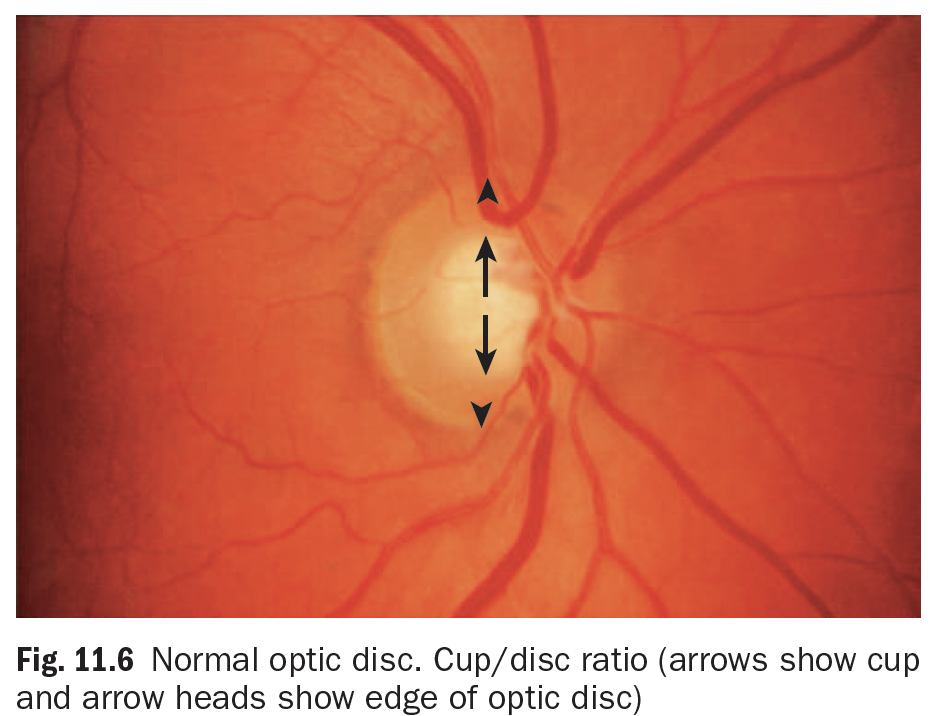 Fig. 11.6 Normal optic disc. Cup/disc ratio (arrows show cup
and arrow heads show edge of optic disc)